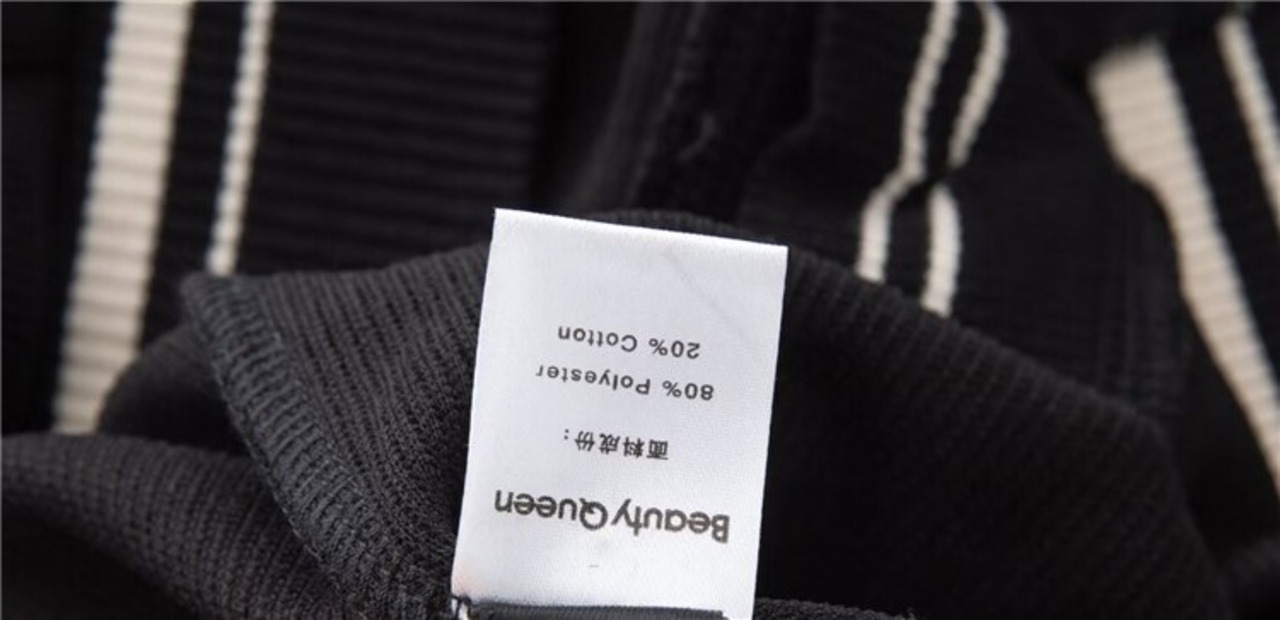 BeautyQueen
面料成份：
80% Polyester
20% Cotton